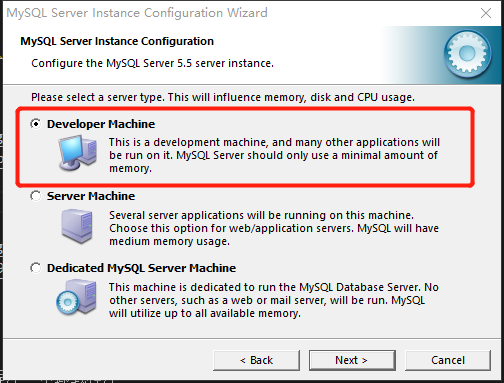 MySQL Server Instance Configuration Wizard
MySQL Server Instance Configuration
Configure the MySQL Server 5.5 server instance.
Please select a server type. This will influence memory, disk and CPU usage.
Developer Machine
This is a development machine, and many other applications will
be run on it. MySQL Server should only use a minimal amount of
memory.
Server Machine
Several server applications will be running on this machine.
Choose this option for web/application servers. MySQL will have
medium memory usage.
Dedicated MySQL Server Machine
This machine is dedicated to run the MySQL Database Server. No
other servers, such as a web or mail server, will be run. MySQL
will utilize up to all available memory.
< Back
Next >
Cancel